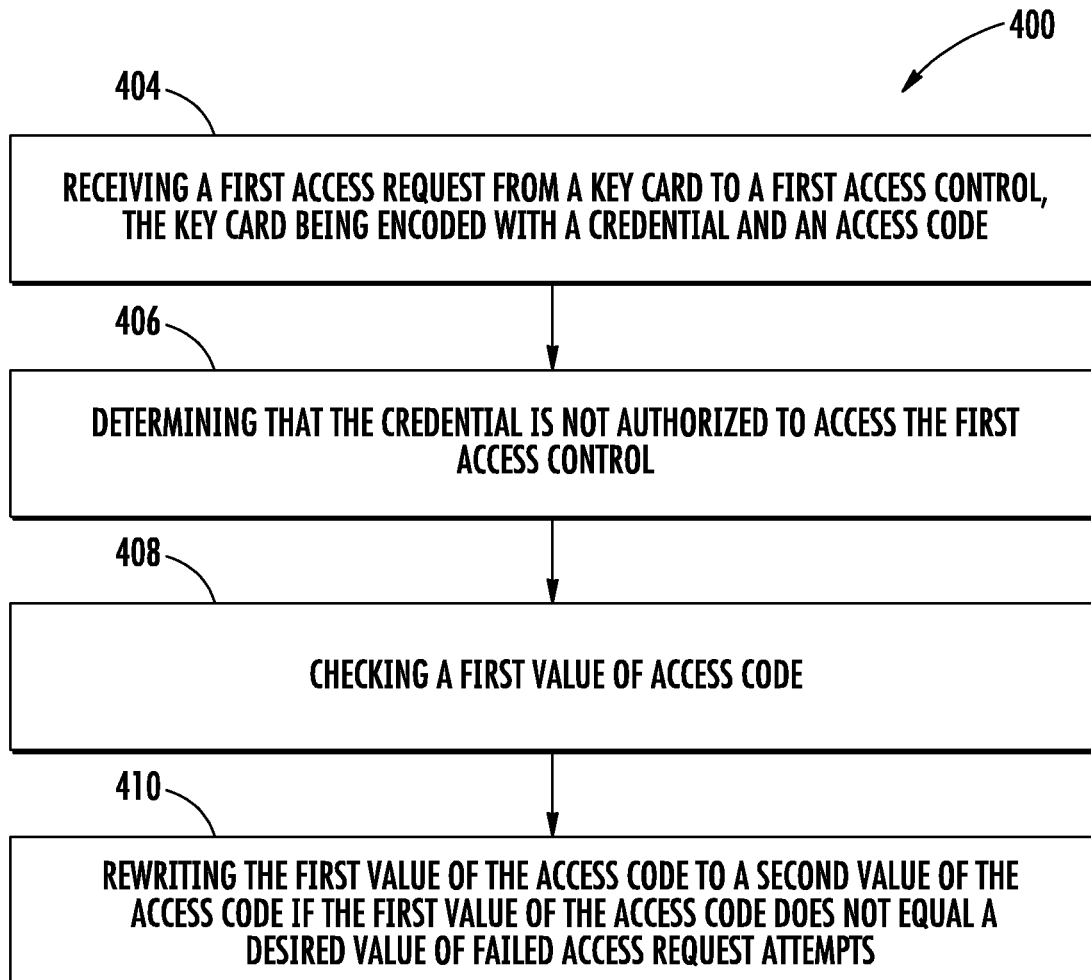 400
404
RECEIVING A FIRST ACCESS REQUEST FROM A KEY CARD TO A FIRST ACCESS CONTROL,
THE KEY CARD BEING ENCODED WITH A CREDENTIAL AND AN ACCESS CODE
406
DETERMINING THAT THE CREDENTIAL IS NOT AUTHORIZED TO ACCESS THE FIRST
ACCESS CONTROL
408
CHECKING A FIRST VALUE OF ACCESS CODE
410
REWRITING THE FIRST VALUE OF THE ACCESS CODE TO A SECOND VALUE OF THE
ACCESS CODE IF THE FIRST VALUE OF THE ACCESS CODE DOES NOT EQUAL A
DESIRED VALUE OF FAILED ACCESS REQUEST ATTEMPTS